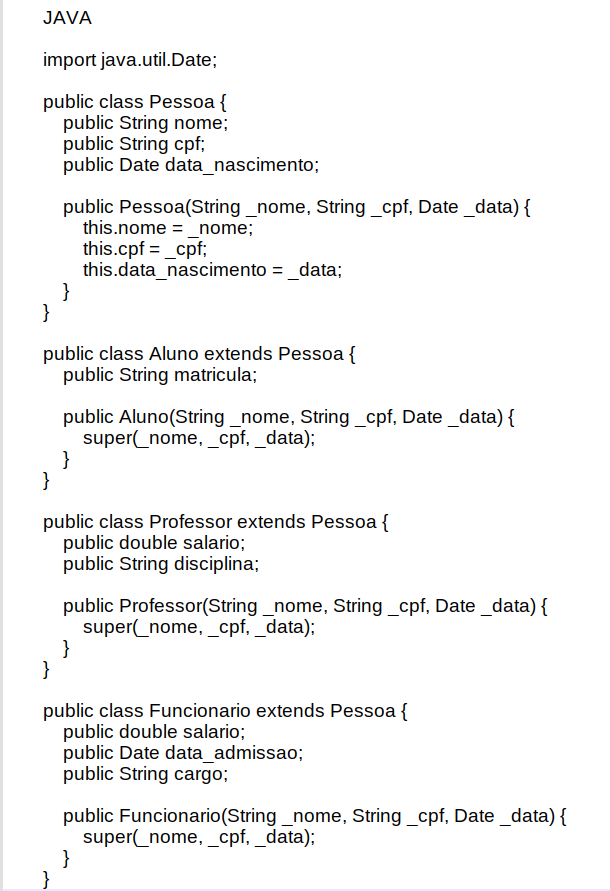 JAVA
import java.util.Date;
public class Pessoa {
public String nome;
public String cpf;
public Date data_nascimento;
public Pessoa(String _nome, String _cpf, Date _data) {
this.nome = _nome;
this.cpf = _cpf;
this.data_nascimento = _data;
}
}
public class Aluno extends Pessoa {
public String matricula;
public Aluno(String _nome, String _cpf, Date _data) {
super(_nome, _cpf, _data);
}
}
public class Professor extends Pessoa {
public double salario;
public String disciplina;
public Professor(String _nome, String _cpf, Date _data) {
super(_nome, _cpf, _data);
}
}
public class Funcionario extends Pessoa {
public double salario;
public Date data_admissao;
public String cargo;
public Funcionario(String _nome, String _cpf, Date _data) {
super(_nome, _cpf, _data);
}
}